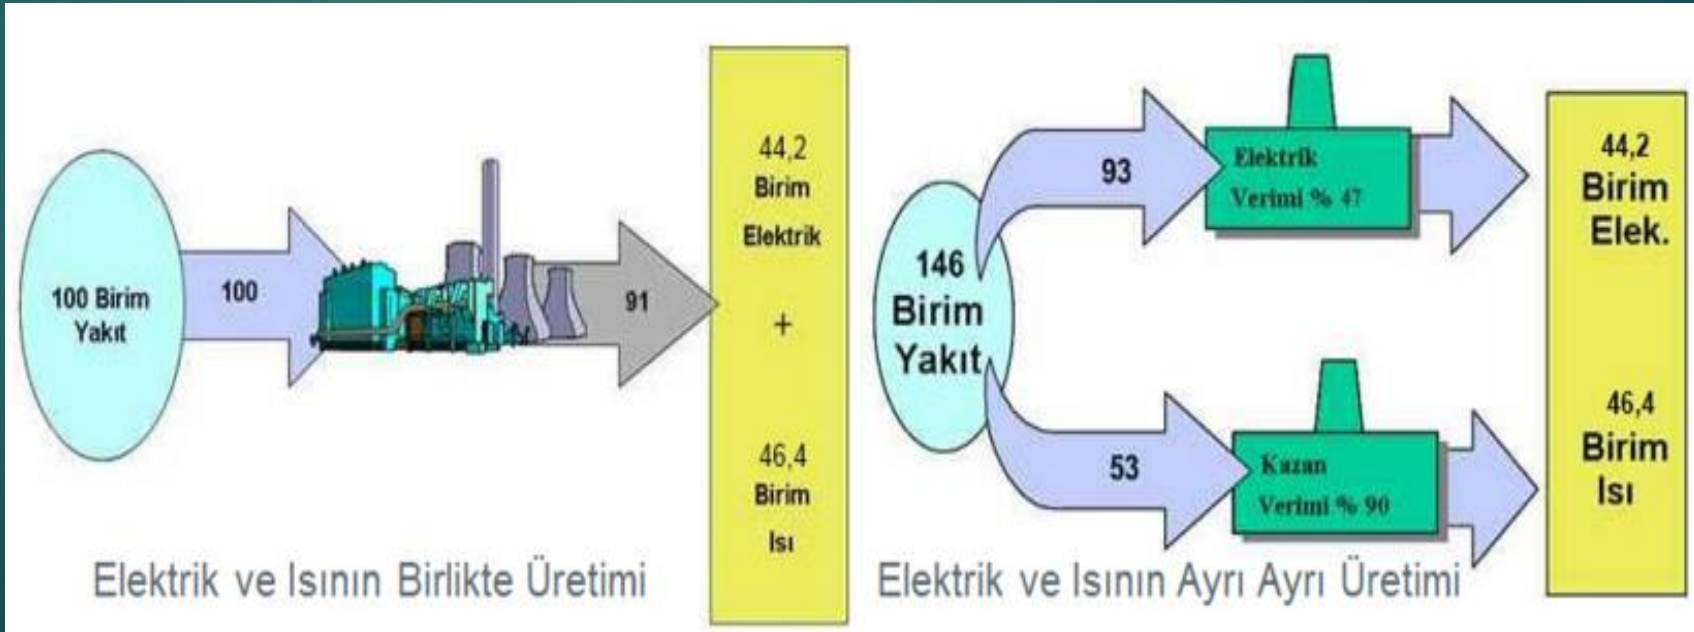 100 Birim
Yakıt
100
91
44,2
Birim
Elektrik
+
46,4
Birim
Isı
Elektrik ve Isının Birlikte Üretimi
146
Birim
Yakıt
93
Elektrik
Verimi % 47
44,2
Birim
Elek.
53
Kazan
Verimi % 90
46,4
Birim
Isı
Elektrik ve Isının Ayrı Ayrı Üretimi